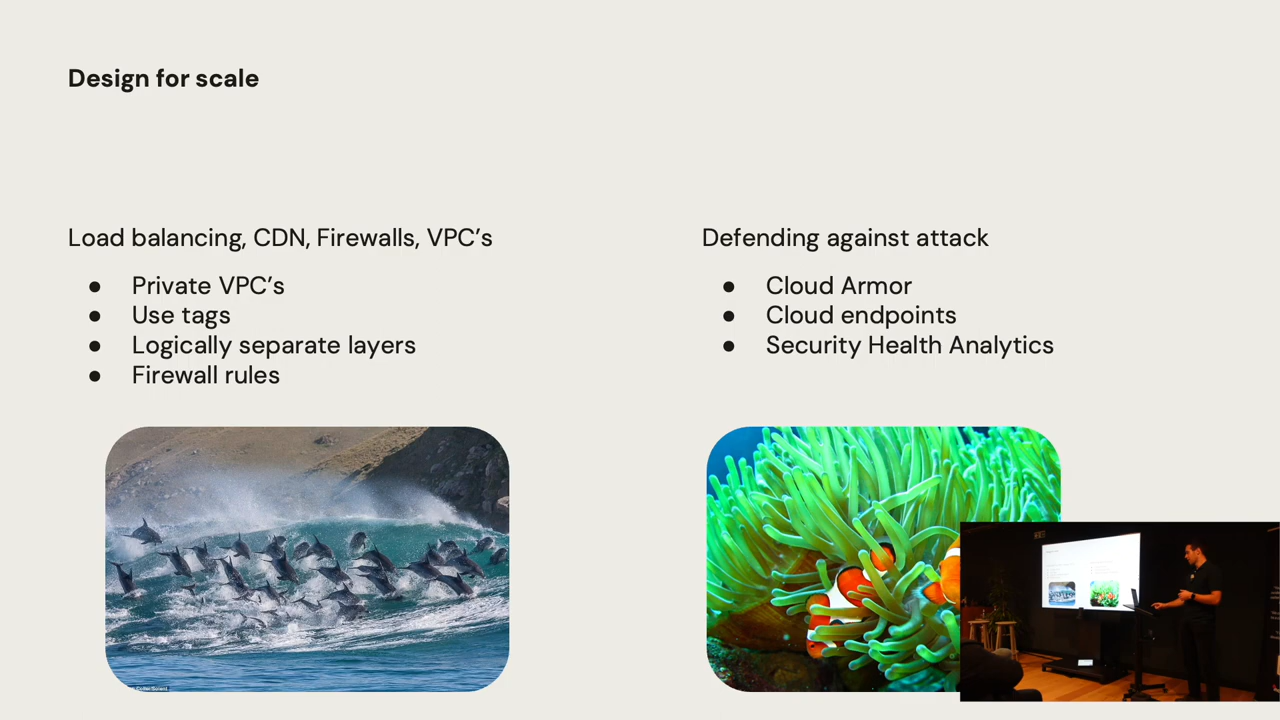 Design for scale
Load balancing, CDN, Firewalls, VPC’s
● Private VPC’s
● Use tags
● Logically separate layers
● Firewall rules
Defending against attack
● Cloud Armor
● Cloud endpoints
● Security Health Analytics